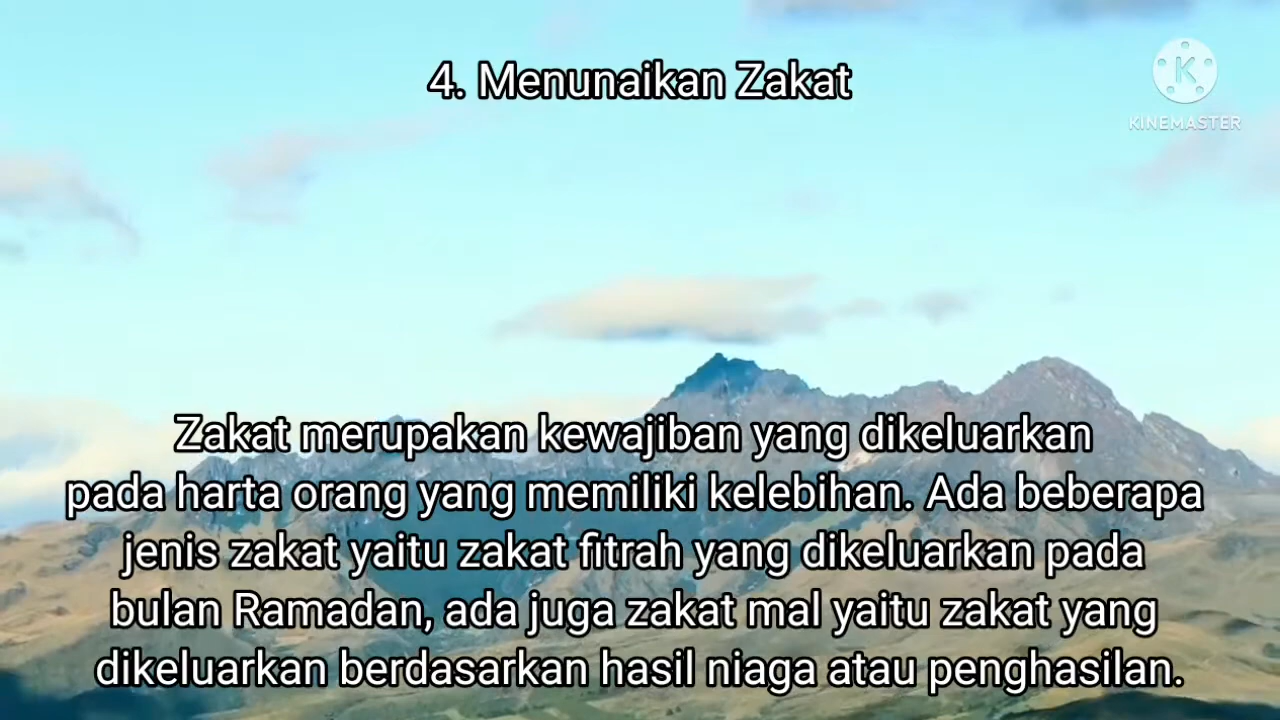 4. Menunaikan Zakat
K
KINEMASTER
Zakat merupakan kewajiban yang dikeluarkan
pada harta orang yang memiliki kelebihan. Ada beberapa
jenis zakat yaitu zakat fitrah yang dikeluarkan pada
bulan Ramadan, ada juga zakat mal yaitu zakat yang
dikeluarkan berdasarkan hasil niaga atau penghasilan.